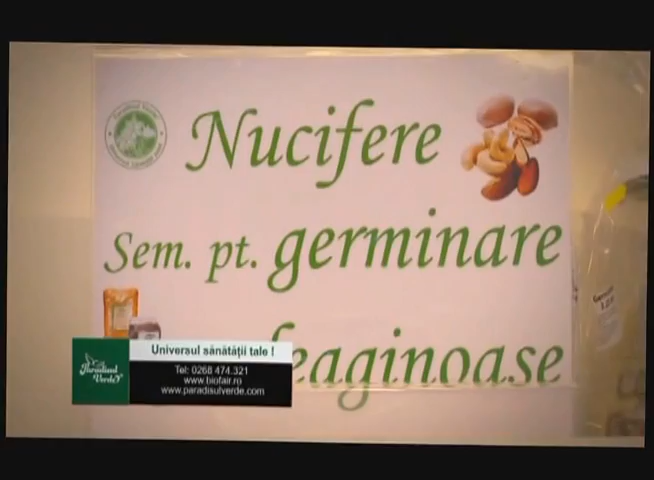 Nucifere
Sem. pt. germinare
leaginoase
Paradisul
Verde
Universul sănătății tale !
Tel: 0268 474.321
www.biofair.ro
www.paradisulverde.com